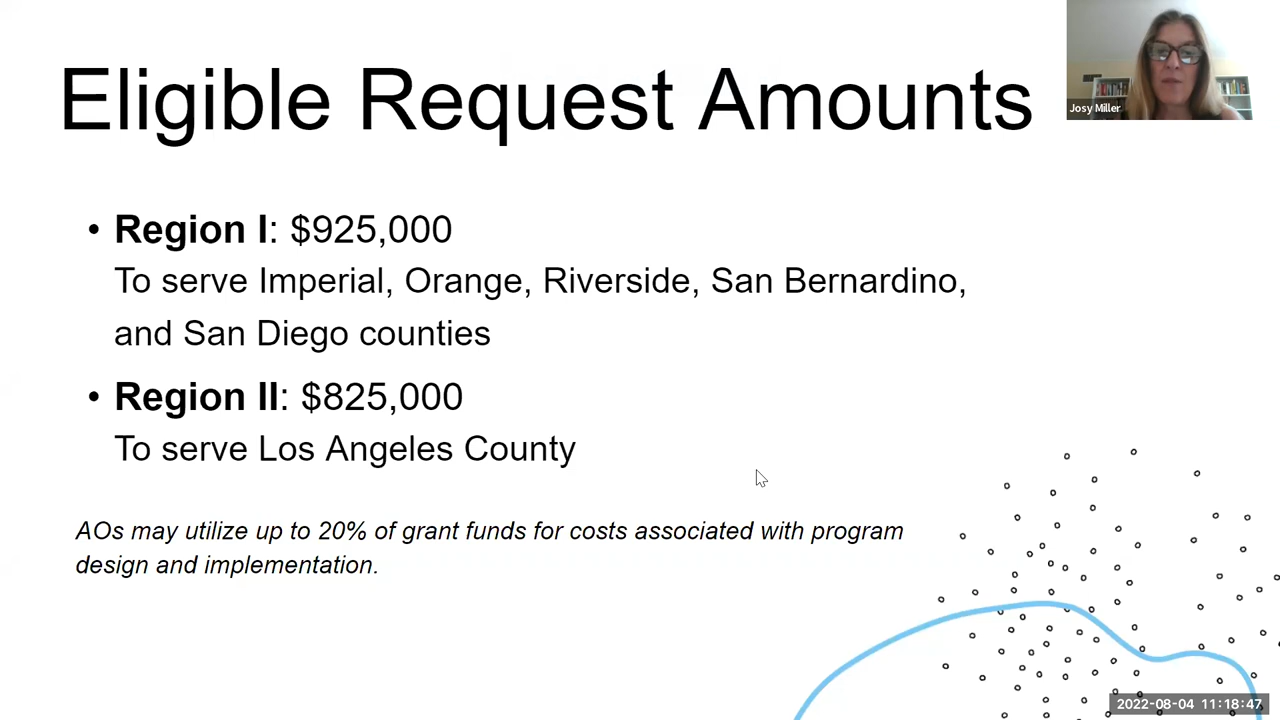 Eligible Request Amounts
Josy Miller
• Region I: $925,000
To serve Imperial, Orange, Riverside, San Bernardino,
and San Diego counties
• Region II: $825,000
To serve Los Angeles County
AOs may utilize up to 20% of grant funds for costs associated with program
design and implementation.
2022-08-04 11:18:47